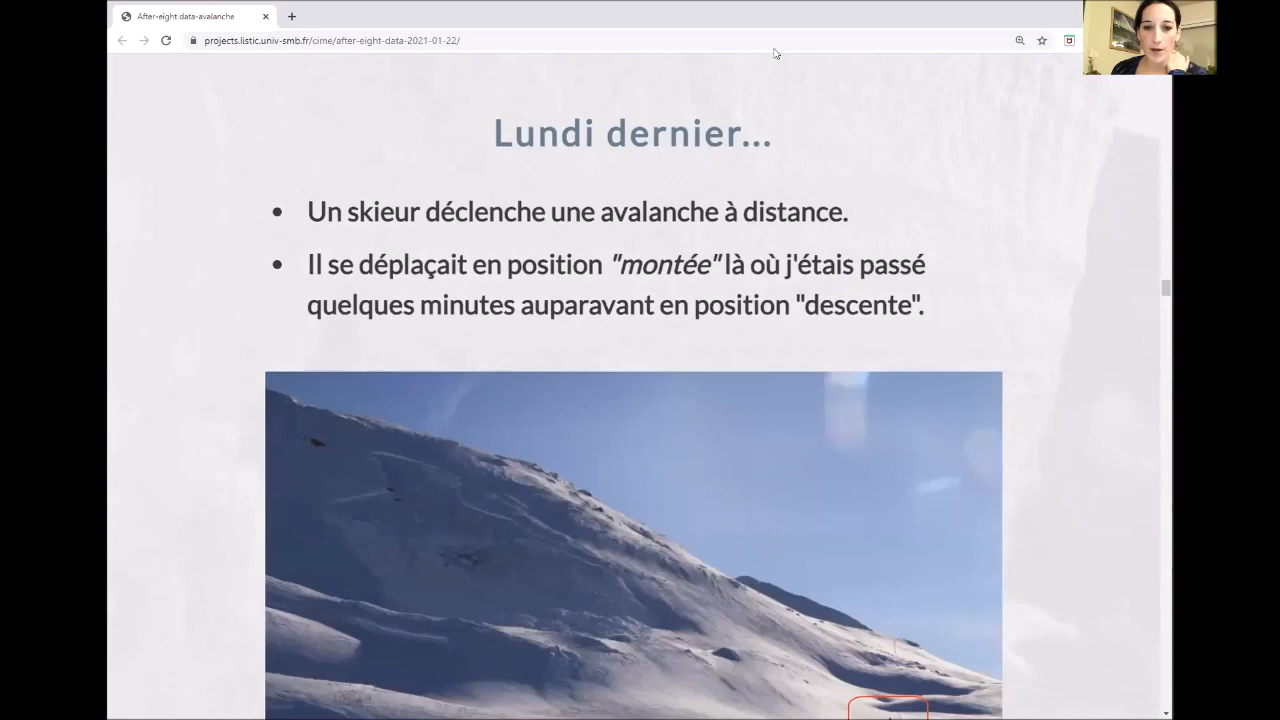 After-eight data-avalanche
projects.listic.univ-smb.fr/cime/after-eight-data-2021-01-22/
Lundi dernier...
• Un skieur déclenche une avalanche à distance.
• Il se déplaçait en position "montée" là où j'étais passé
quelques minutes auparavant en position "descente".